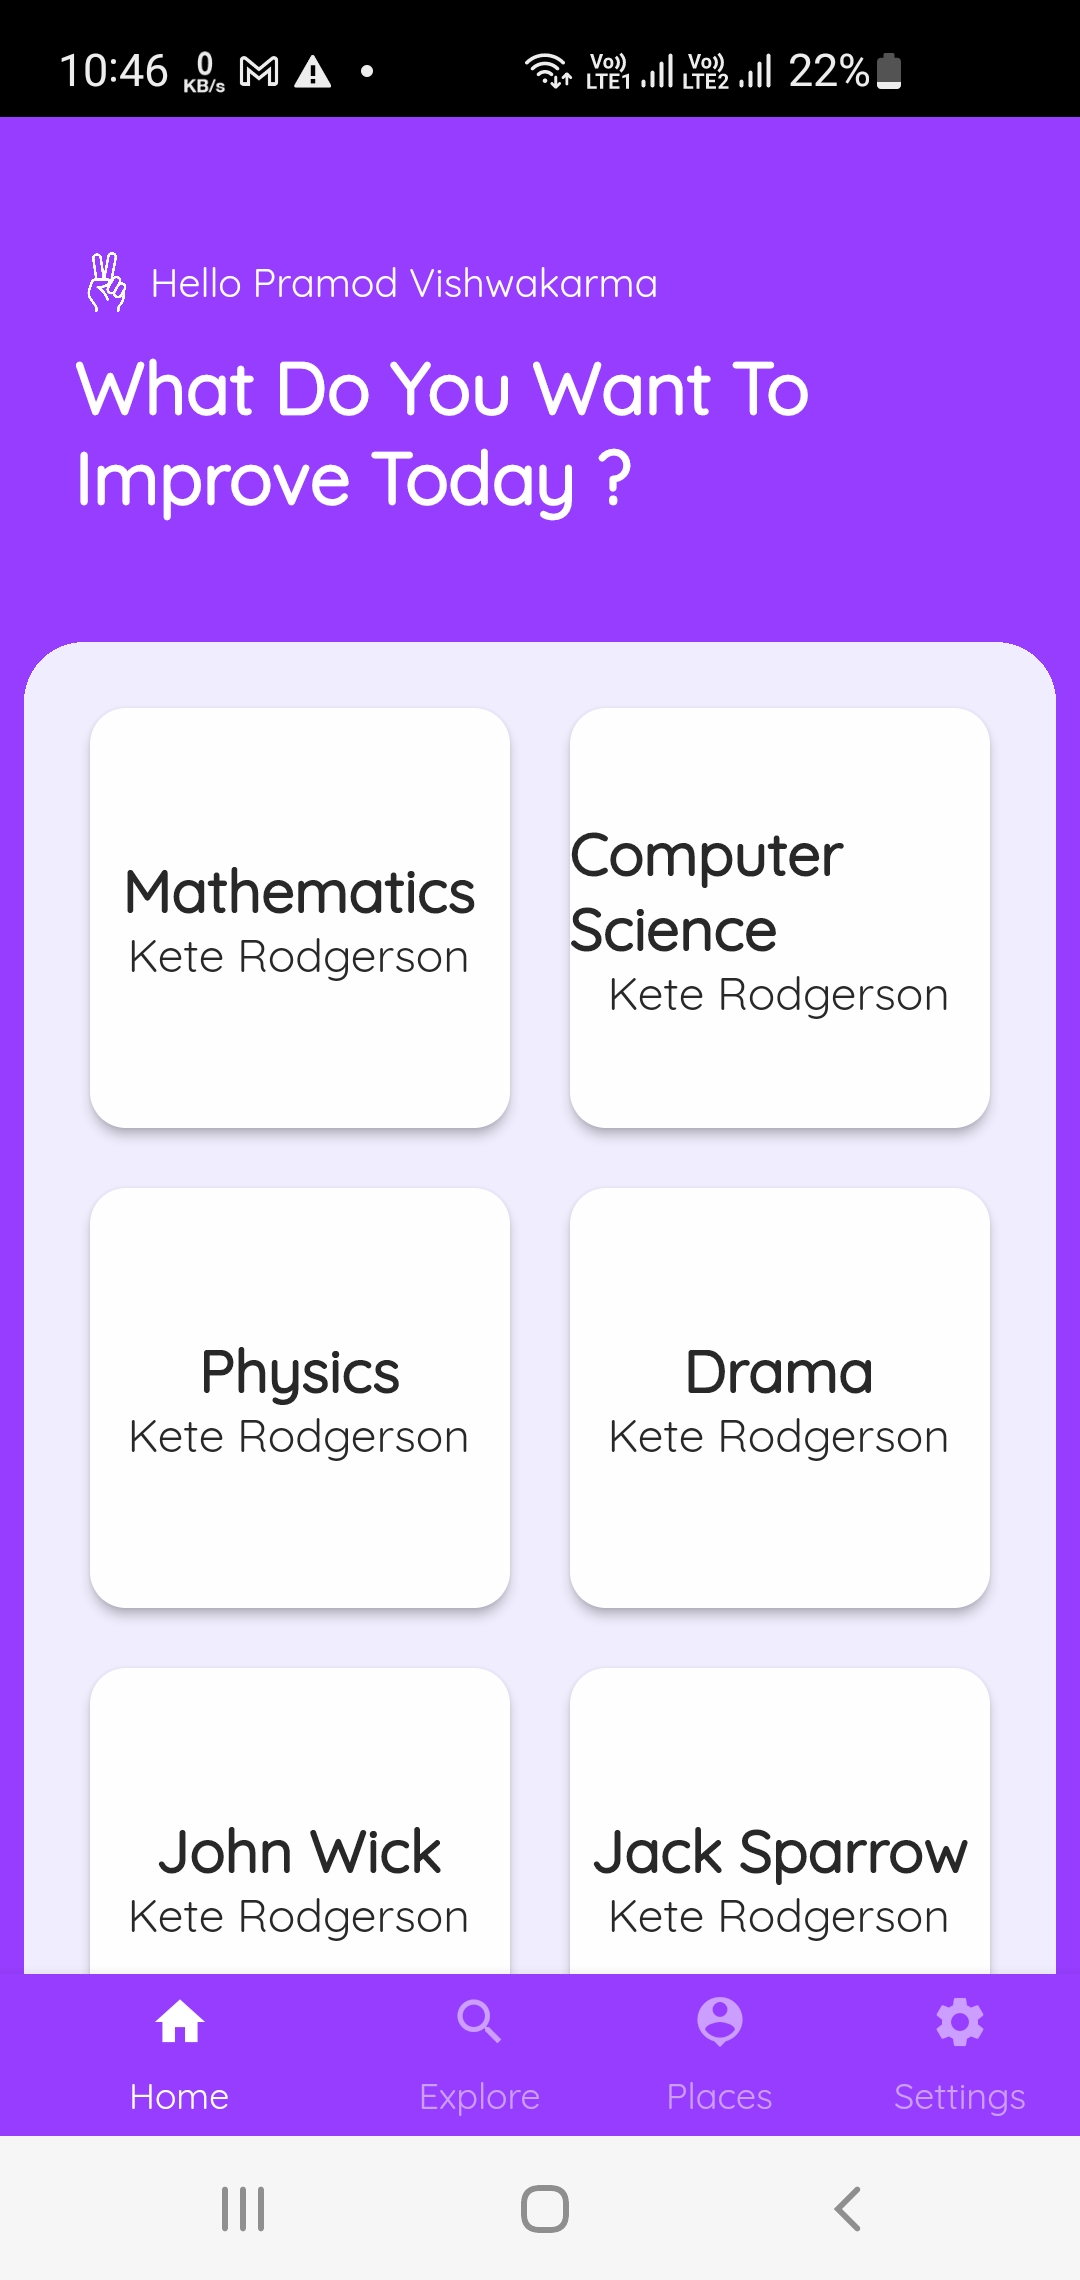 10:46 0 KB/s Vo)) LTE1 Vo)) LTE2 22%
Hello Pramod Vishwakarma
What Do You Want To
Improve Today ?
Mathematics
Kete Rodgerson
Computer
Science
Kete Rodgerson
Physics
Kete Rodgerson
Drama
Kete Rodgerson
John Wick
Kete Rodgerson
Jack Sparrow
Kete Rodgerson
Home Explore Places Settings